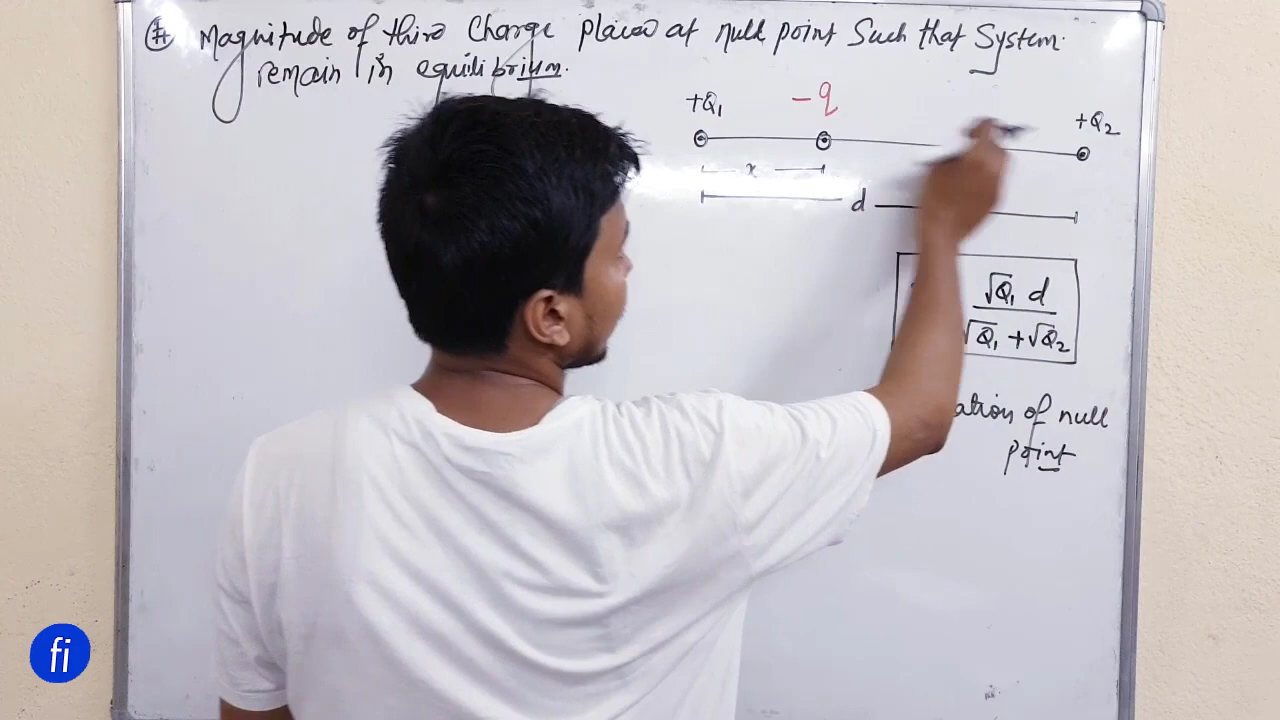 # Magnitude of third Charge placed at null point Such that System
remain in equilibrium.
+Q₁ -q +Q₂
x
d
√Q₁ d
√Q₁ + √Q₂
of null
point
fi